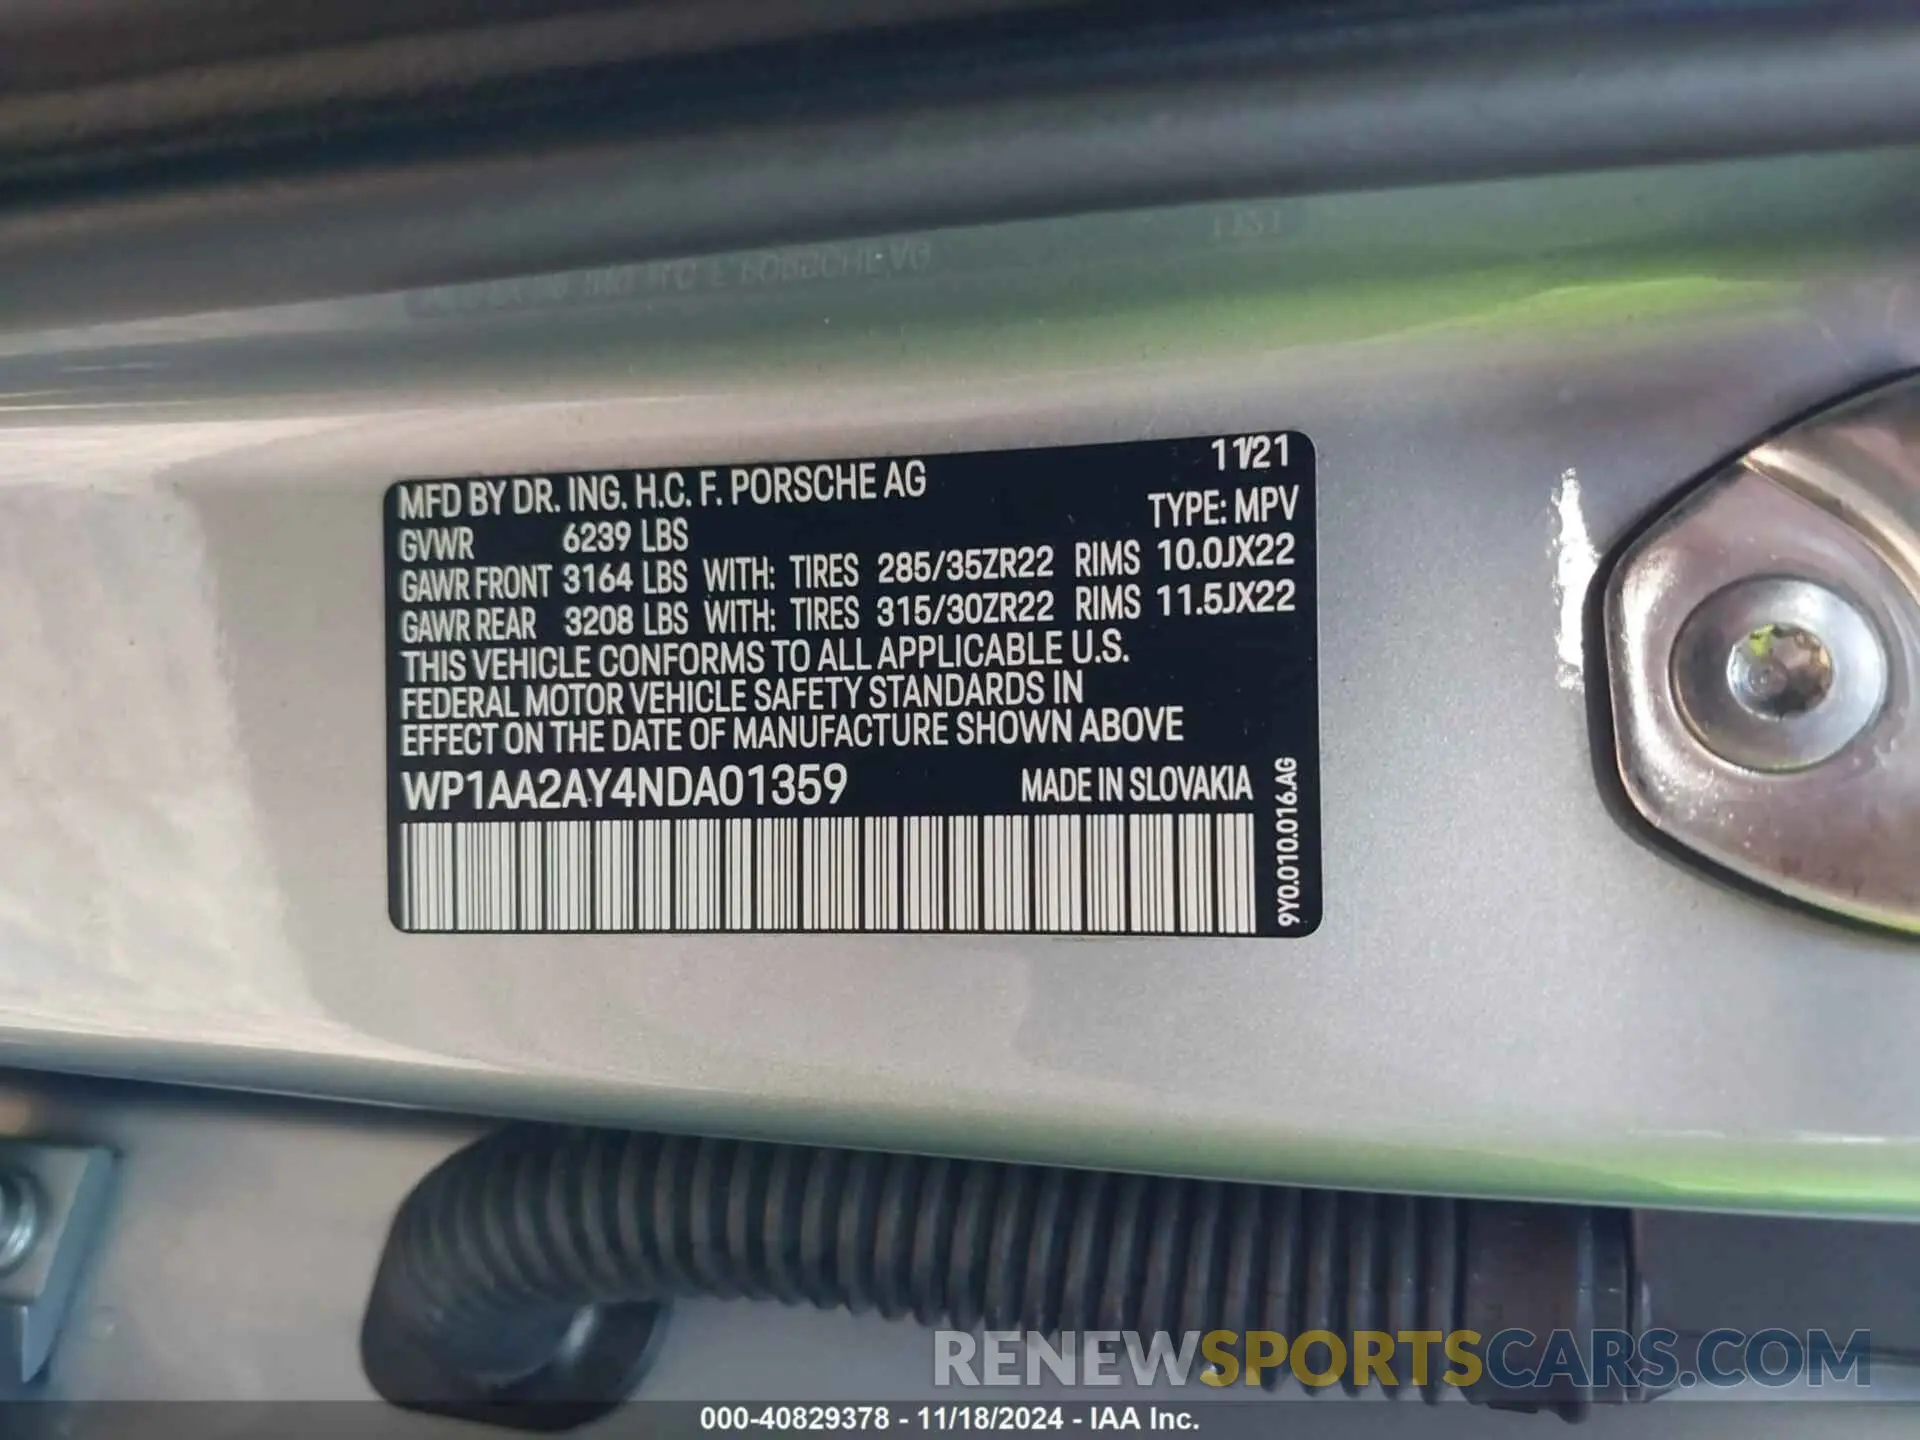 11/21
MFD BY DR. ING. H.C. F. PORSCHE AG
TYPE: MPV
GVWR 6239 LBS
GAWR FRONT 3164 LBS WITH: TIRES 285/35ZR22 RIMS 10.0JX22
GAWR REAR 3208 LBS WITH: TIRES 315/30ZR22 RIMS 11.5JX22
THIS VEHICLE CONFORMS TO ALL APPLICABLE U.S.
FEDERAL MOTOR VEHICLE SAFETY STANDARDS IN
EFFECT ON THE DATE OF MANUFACTURE SHOWN ABOVE
WP1AA2AY4NDA01359 MADE IN SLOVAKIA
9Y0.010.016.AG
RENEWSPORTSCARS.COM
000-40829378 - 11/18/2024 - IAA Inc.